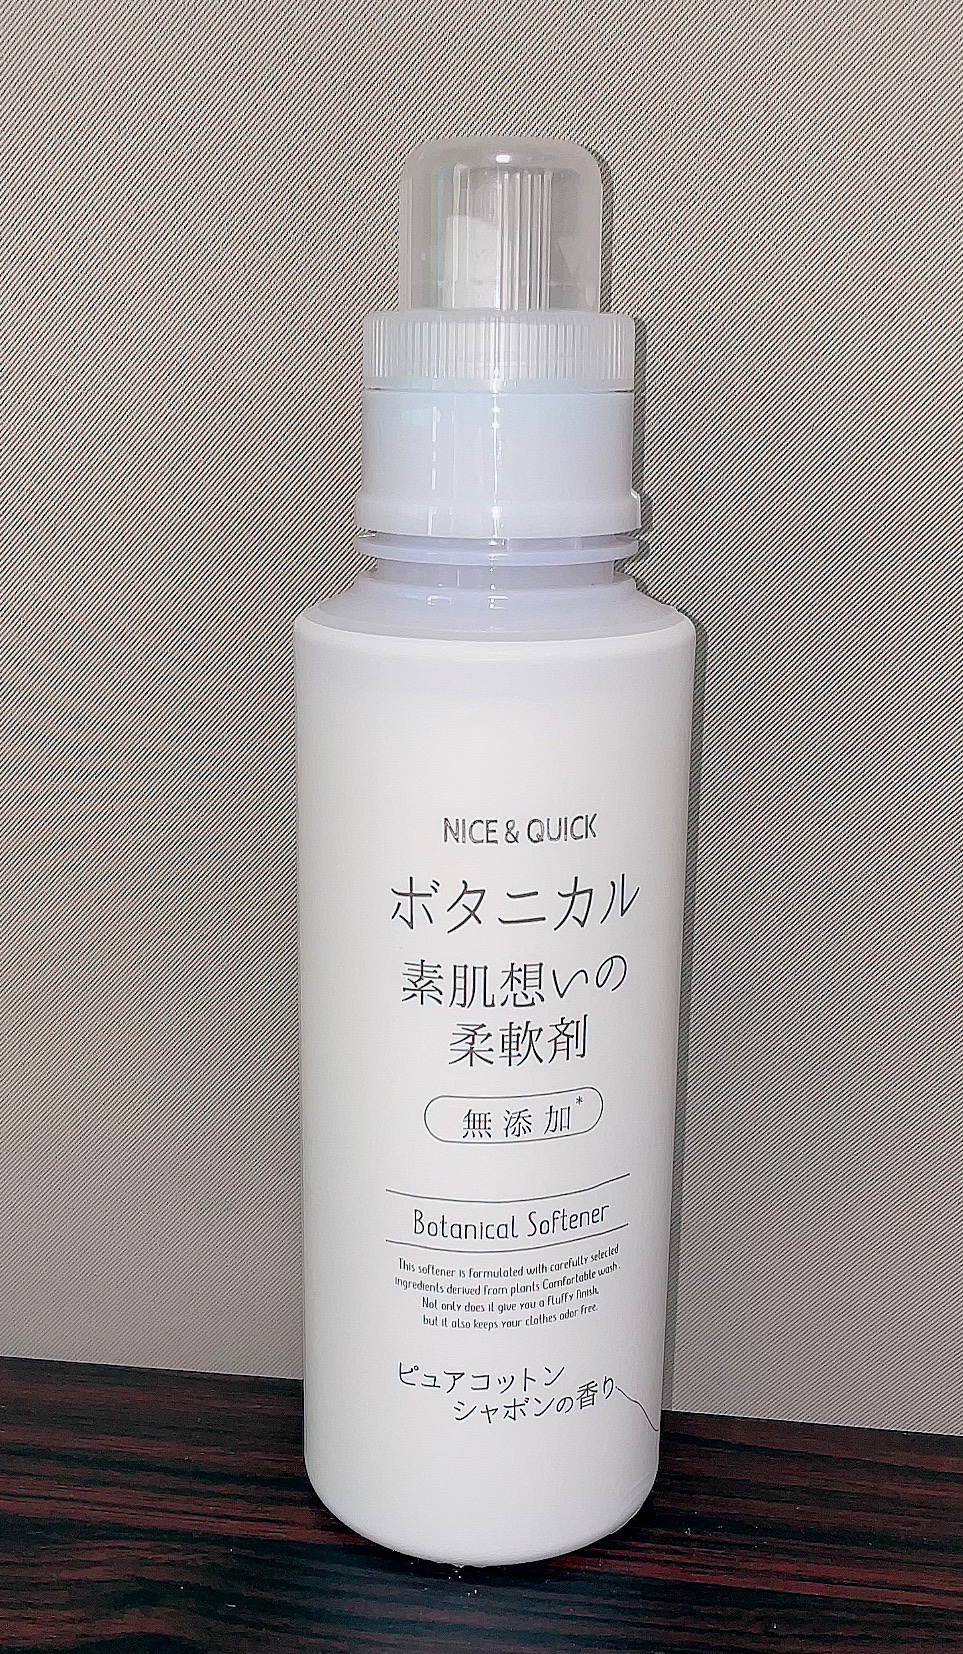 NICE & QUICK
ボタニカル
素肌想いの
柔軟剤
無添加*
Botanical Softener
This softener is formulated with carefully selected
ingredients derived from plants Comfortable wash.
Not only does it give you a fluffy finish,
but it also keeps your clothes odor free.
ピュアコットン
シャボンの香り